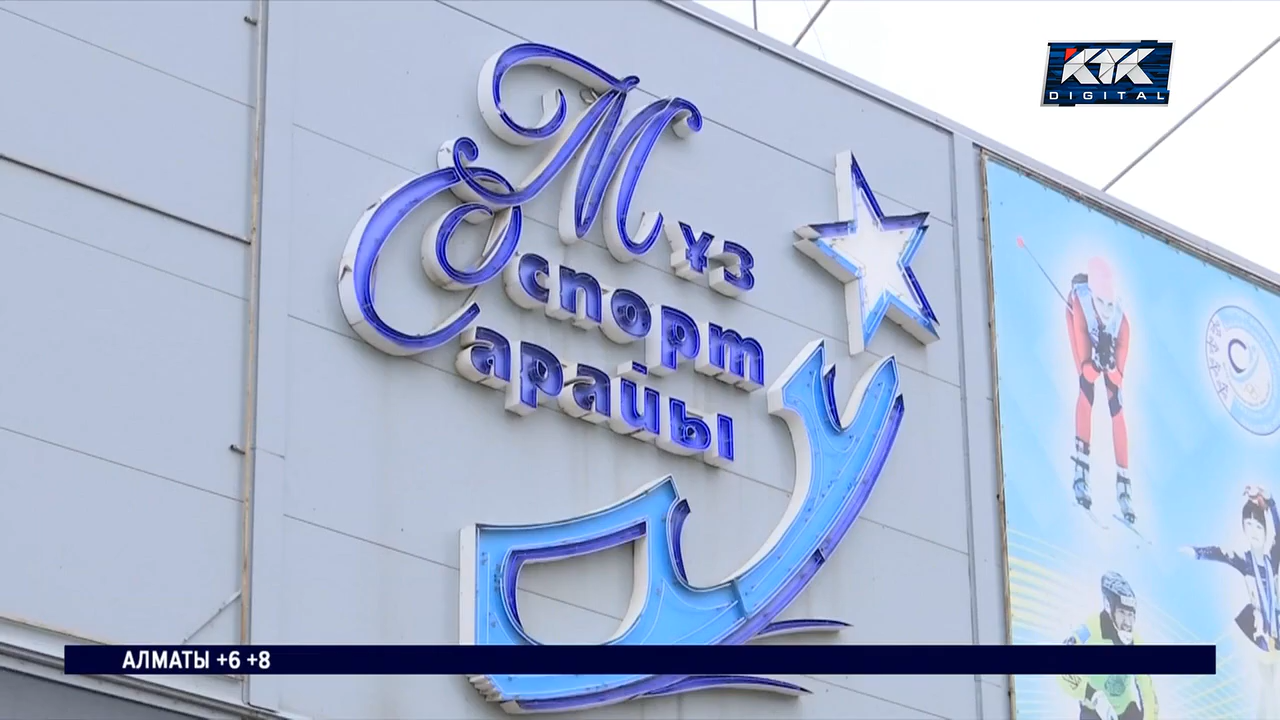 КТК
DIGITAL
Мұз
спорт
Сарайы
АЛМАТЫ +6 +8